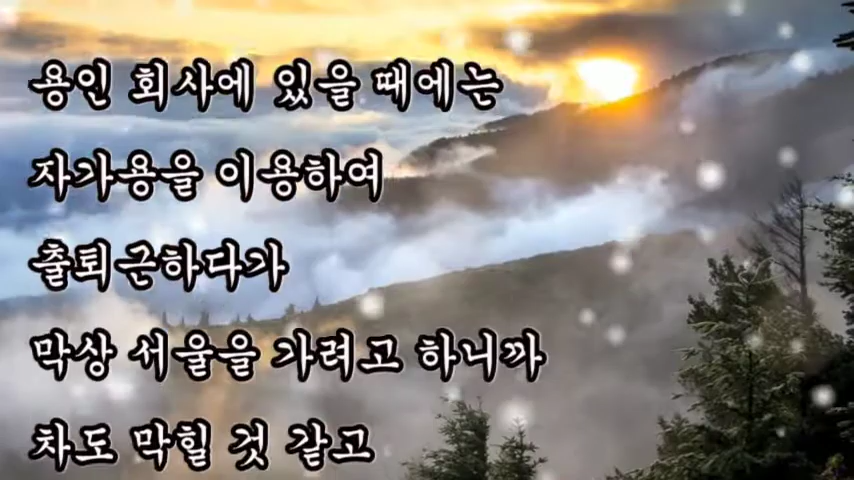 용인 회사에 있을 때에는
자가용을 이용하여
출퇴근하다가
막상 서울을 가려고 하니까
차도 막힐 것 같고